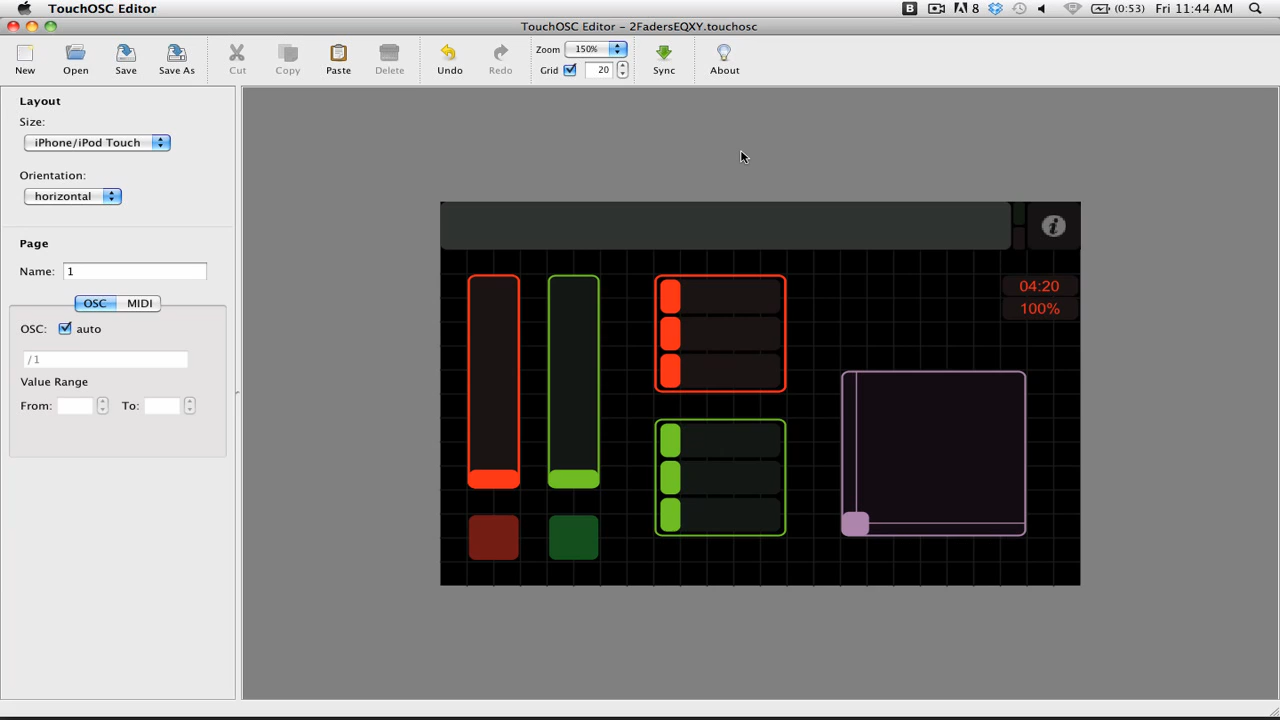 TouchOSC Editor
8
(0:53)
Fri 11:44 AM
TouchOSC Editor - 2FadersEQXY.touchosc
New
Open
Save
Save As
Cut
Copy
Paste
Delete
Undo
Redo
Zoom
150%
Grid
20
Sync
About
Layout
Size:
iPhone/iPod Touch
Orientation:
horizontal
Page
Name:
1
OSC
MIDI
OSC:
auto
/1
Value Range
From:
To:
i
04:20
100%